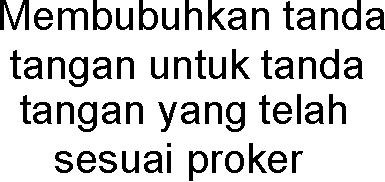 Membubuhkan tanda
tangan untuk tanda
tangan yang telah
sesuai proker